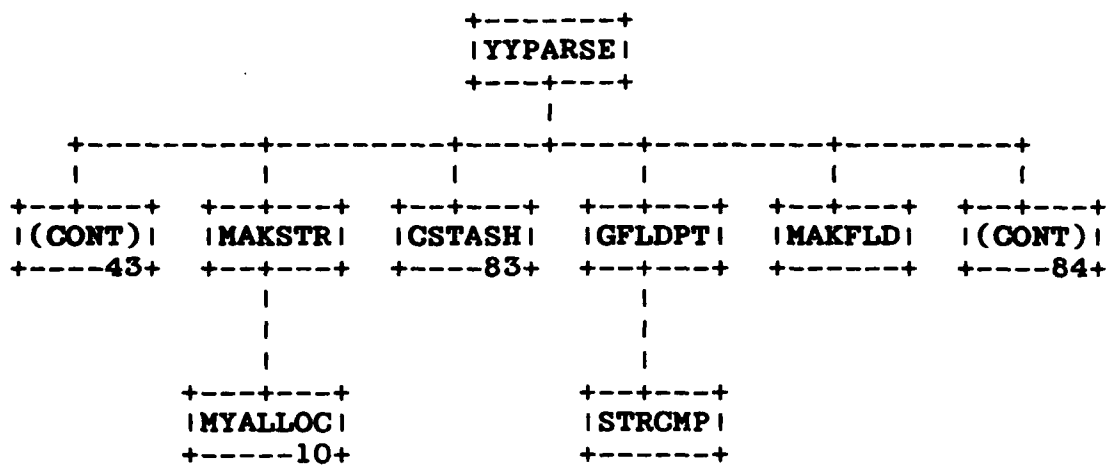 YYPARSE
(CONT) MAKSTR CSTASH GFLDPT MAKFLD (CONT)
43 83 84
MYALLOC STRCMP
10